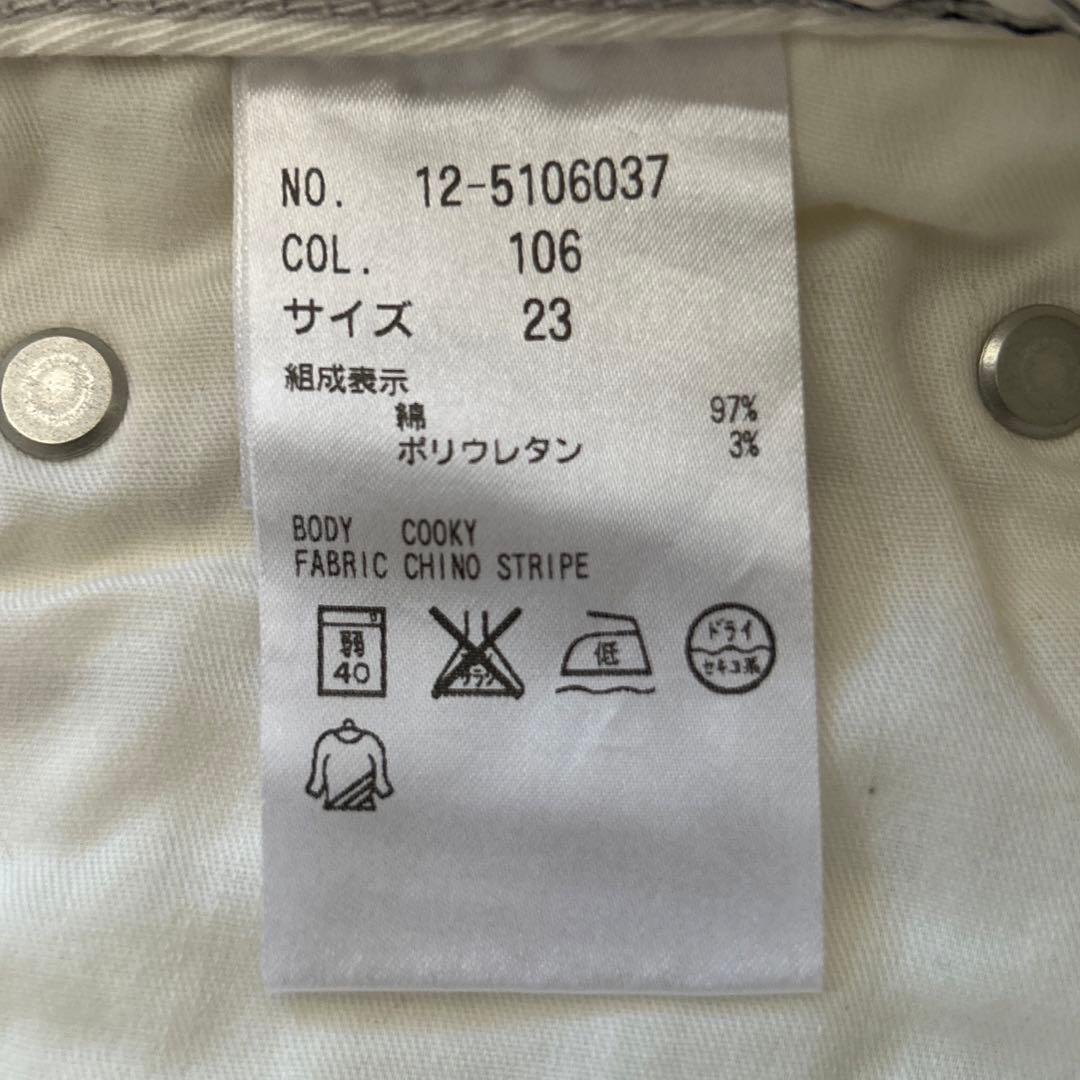 NO. 12-5106037
COL. 106
サイズ 23
組成表示
綿 97%
ポリウレタン 3%
BODY COOKY
FABRIC CHINO STRIPE
弱
40
低
ドライ
セキユ系